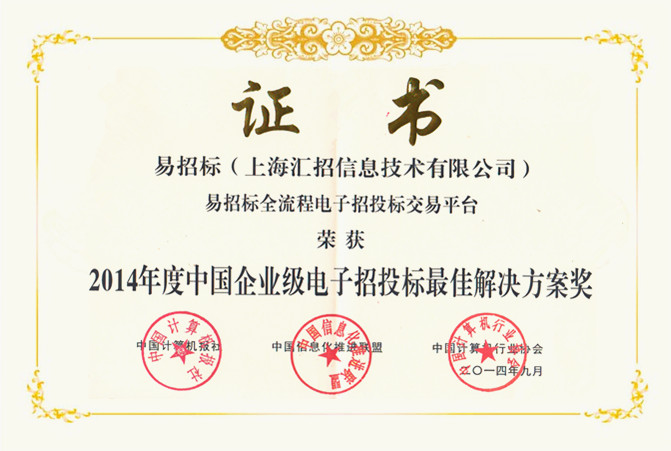 证 书
易招标（上海汇招信息技术有限公司）
易招标全流程电子招投标交易平台
荣获
2014年度中国企业级电子招投标最佳解决方案奖
中国计算机报社 中国信息化推进联盟 中国计算机行业协会
中国计算机报社 中国信息化推进联盟 中国计算机行业协会
二〇一四年九月